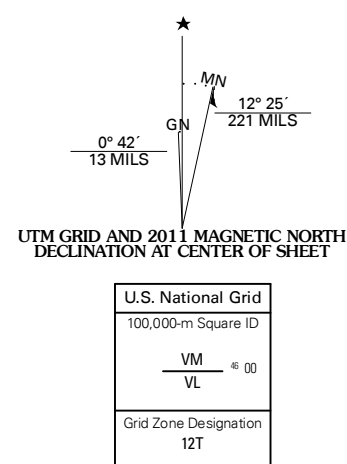 ★
MN
12° 25´
221 MILS
GN
0° 42´
13 MILS
UTM GRID AND 2011 MAGNETIC NORTH
DECLINATION AT CENTER OF SHEET
U.S. National Grid
100,000-m Square ID
VM
46 00
VL
Grid Zone Designation
12T